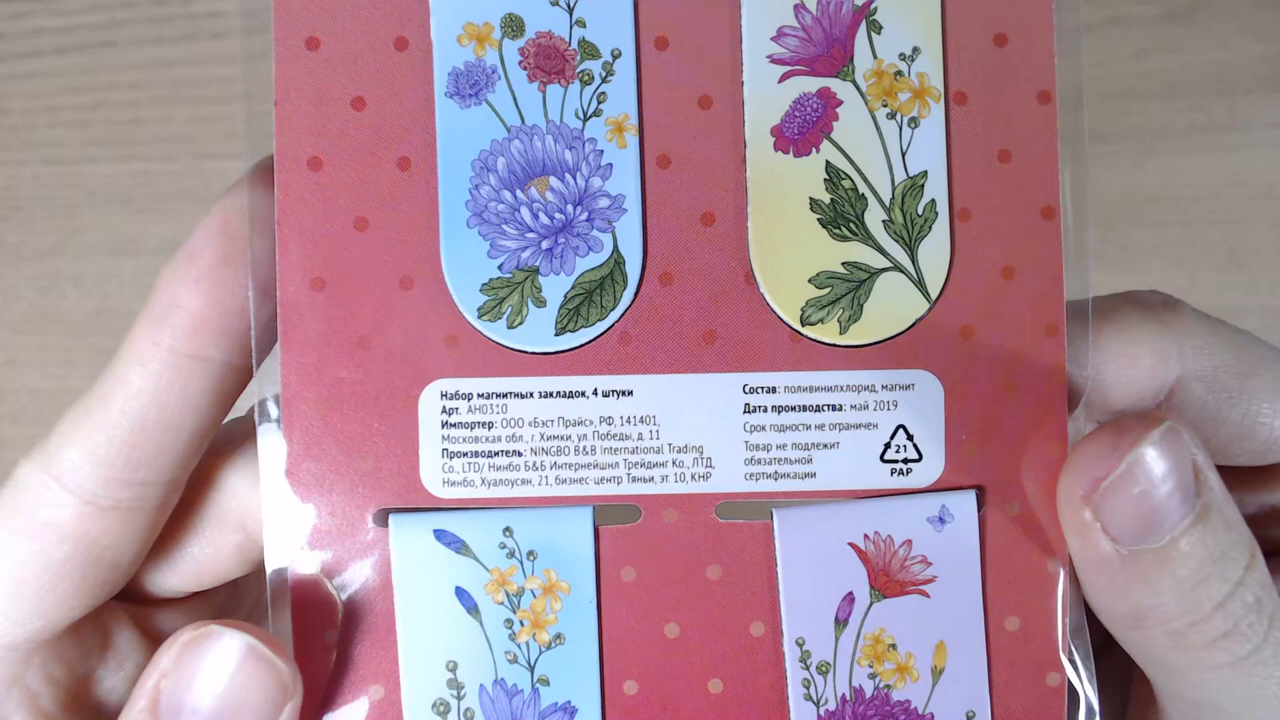 Набор магнитных закладок, 4 штуки
Арт. АН0310
Импортер: ООО «Бэст Прайс», РФ, 141401,
Московская обл., г. Химки, ул. Победы, д. 11
Производитель: NINGBO B&B International Trading
Co., LTD/ Нинбо Б&Б Интернейшнл Трейдинг Ко., ЛТД,
Нинбо, Хуалоусян, 21, бизнес-центр Тяньи, эт. 10, КНР
Состав: поливинилхлорид, магнит
Дата производства: май 2019
Срок годности не ограничен
Товар не подлежит
обязательной
сертификации
21
PAP